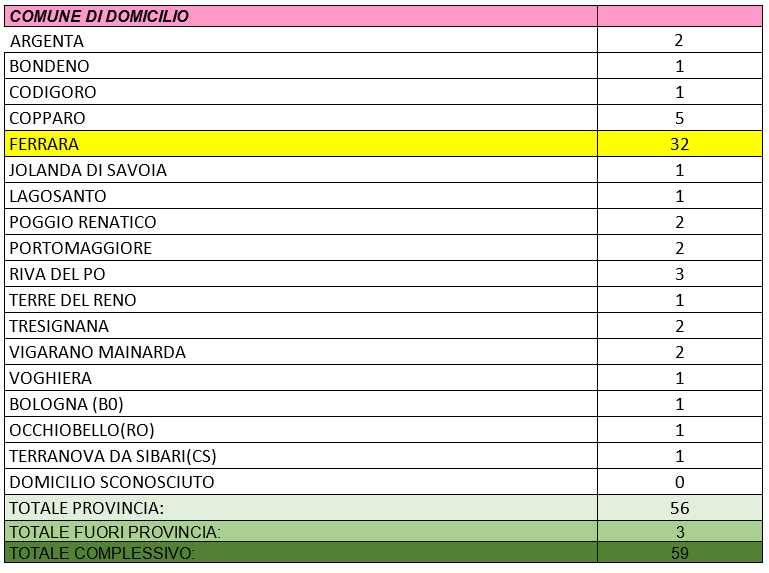 COMUNE DI DOMICILIO
ARGENTA 2
BONDENO 1
CODIGORO 1
COPPARO 5
FERRARA 32
JOLANDA DI SAVOIA 1
LAGOSANTO 1
POGGIO RENATICO 2
PORTOMAGGIORE 2
RIVA DEL PO 3
TERRE DEL RENO 1
TRESIGNANA 2
VIGARANO MAINARDA 2
VOGHIERA 1
BOLOGNA (B0) 1
OCCHIOBELLO(RO) 1
TERRANOVA DA SIBARI(CS) 1
DOMICILIO SCONOSCIUTO 0
TOTALE PROVINCIA: 56
TOTALE FUORI PROVINCIA: 3
TOTALE COMPLESSIVO: 59